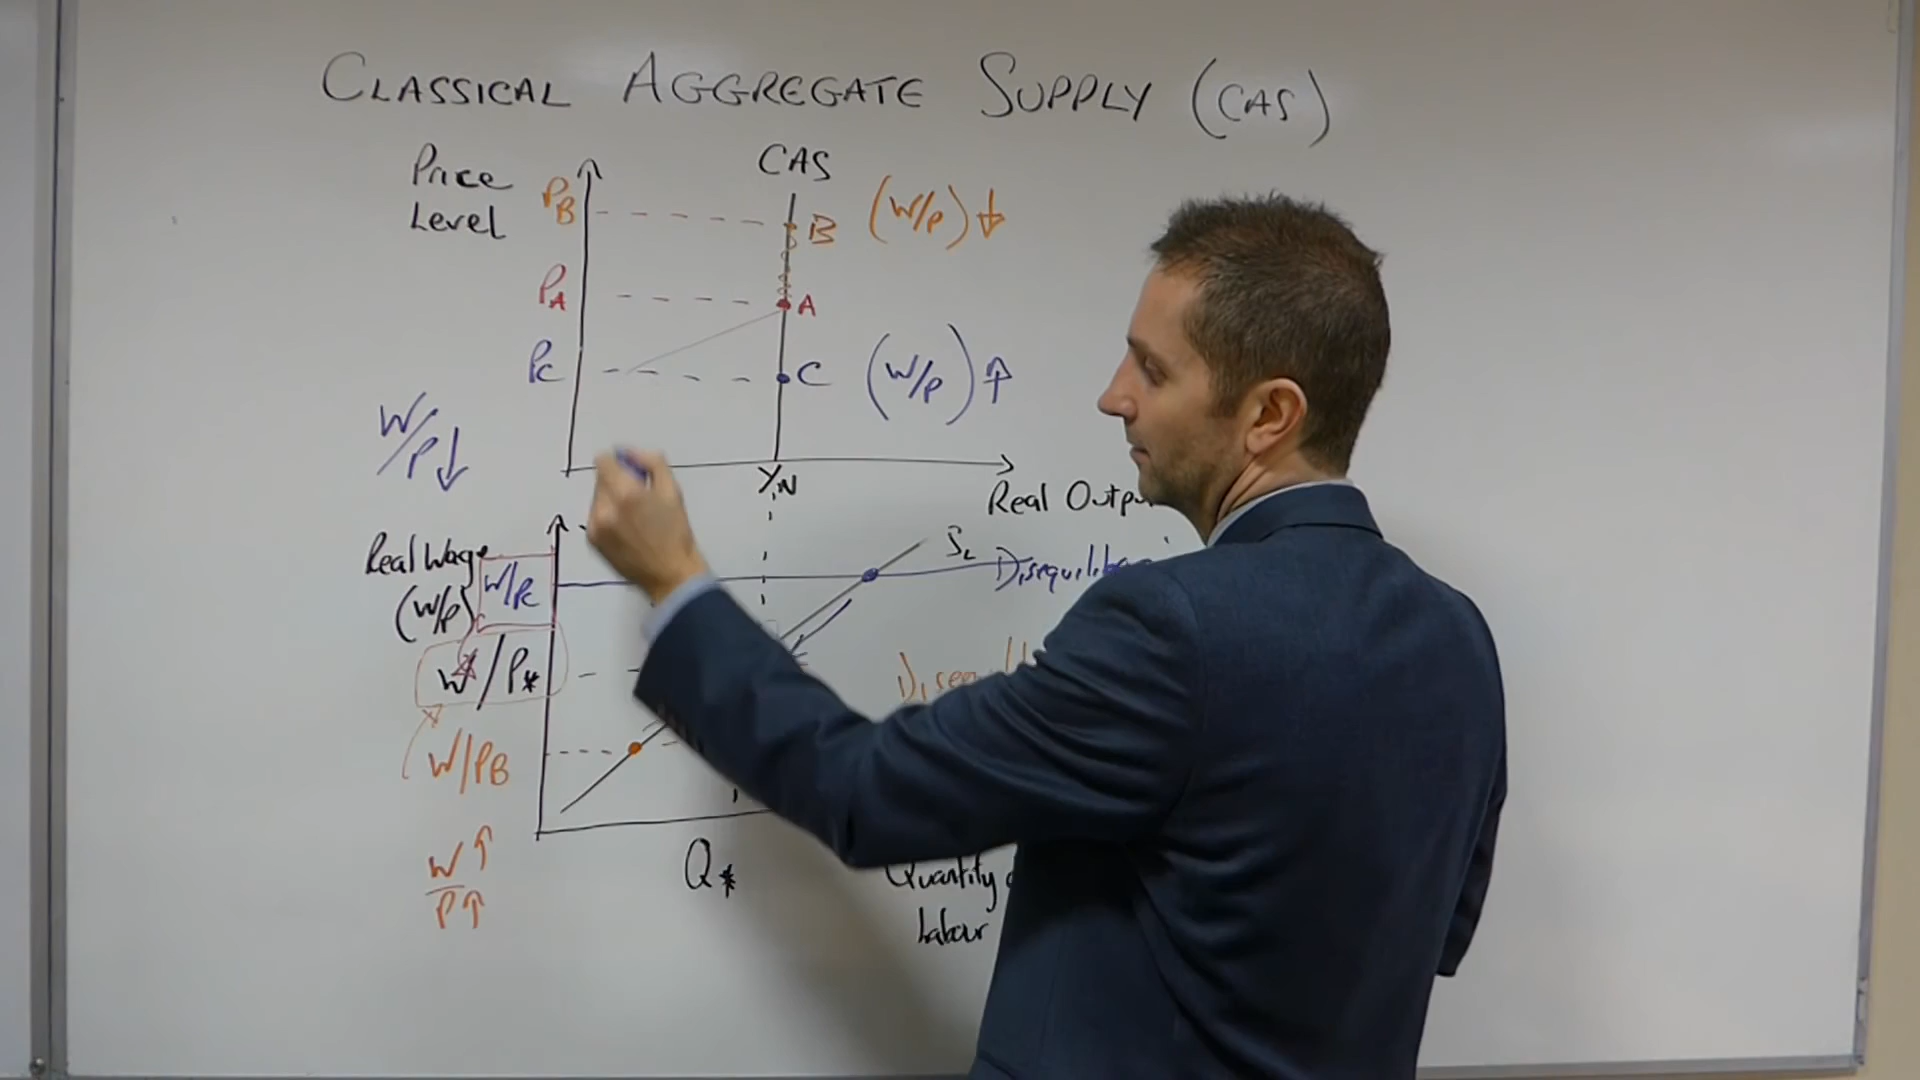 CLASSICAL AGGREGATE SUPPLY (CAS)
Price
Level
CAS
PB
B
(W/P)↓
PA
A
PC
C
(W/P)↑
W/P↓
YN
Real
Real Wage
(W/P)
W/PC
SL
W/P*
W/PB
W↑
P↑
Q*
Quantity
Labour